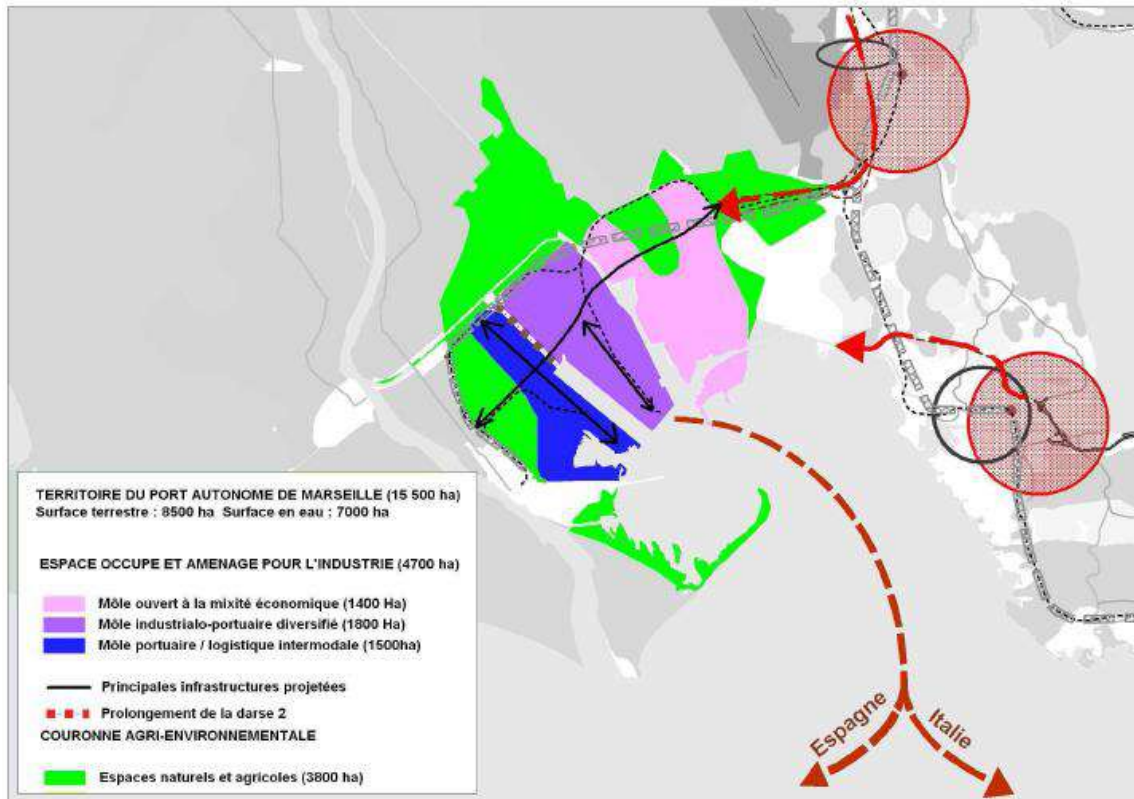 TERRITOIRE DU PORT AUTONOME DE MARSEILLE (15 500 ha)
Surface terrestre : 8500 ha Surface en eau : 7000 ha
ESPACE OCCUPE ET AMENAGE POUR L'INDUSTRIE (4700 ha)
Môle ouvert à la mixité économique (1400 Ha)
Môle industrialo-portuaire diversifié (1800 Ha)
Môle portuaire / logistique intermodale (1500ha)
Principales infrastructures projetées
Prolongement de la darse 2
COURONNE AGRI-ENVIRONNEMENTALE
Espaces naturels et agricoles (3800 ha)
Espagne
Italie